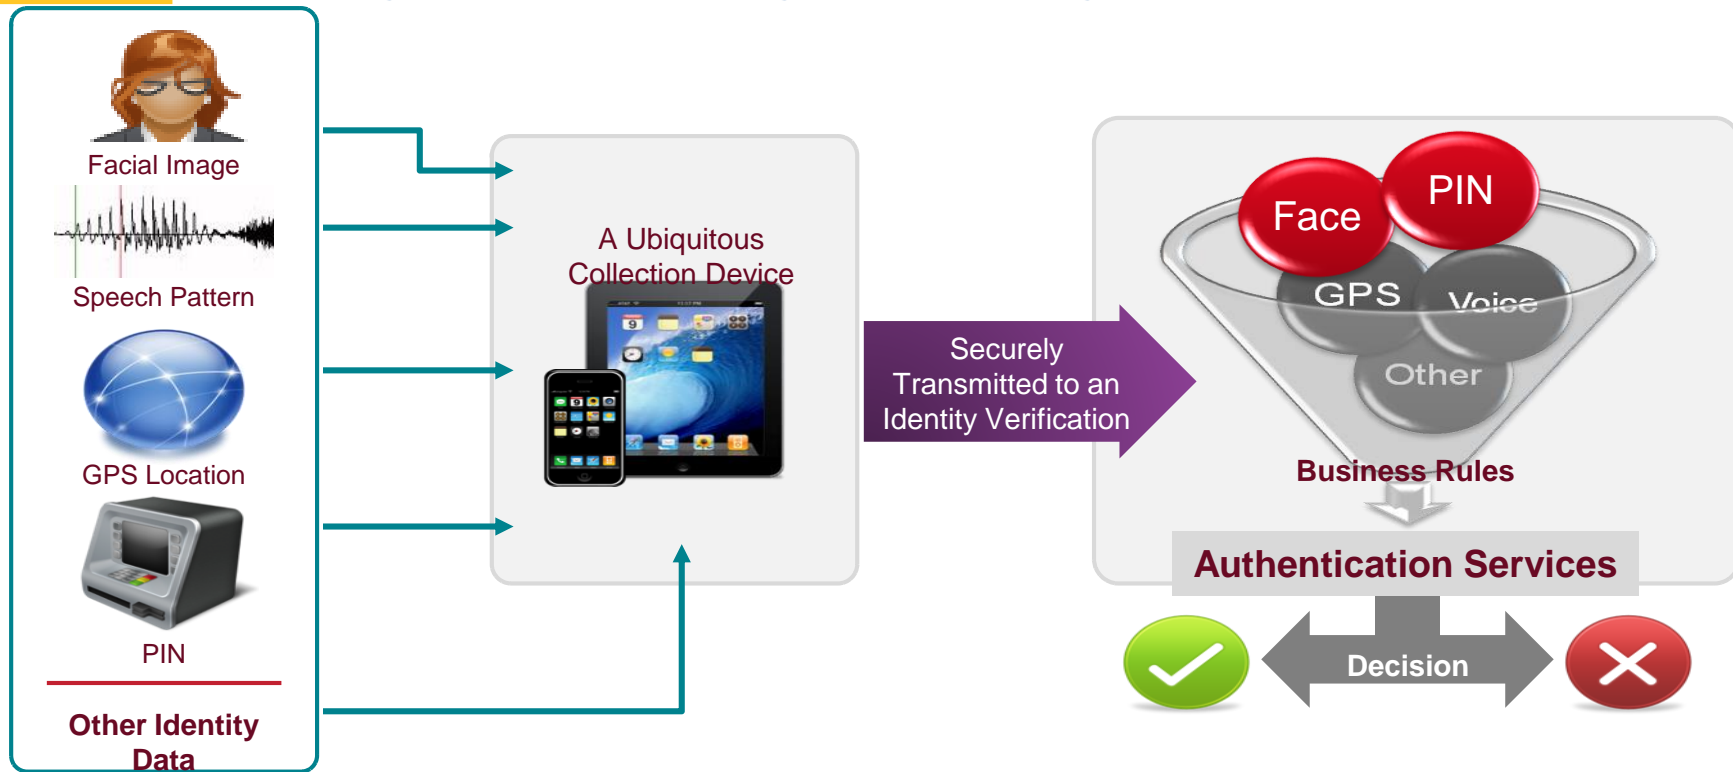 Facial Image
Speech Pattern
GPS Location
PIN
Other Identity
Data
A Ubiquitous
Collection Device
Securely
Transmitted to an
Identity Verification
Face
PIN
GPS
Voice
Other
Business Rules
Authentication Services
Decision